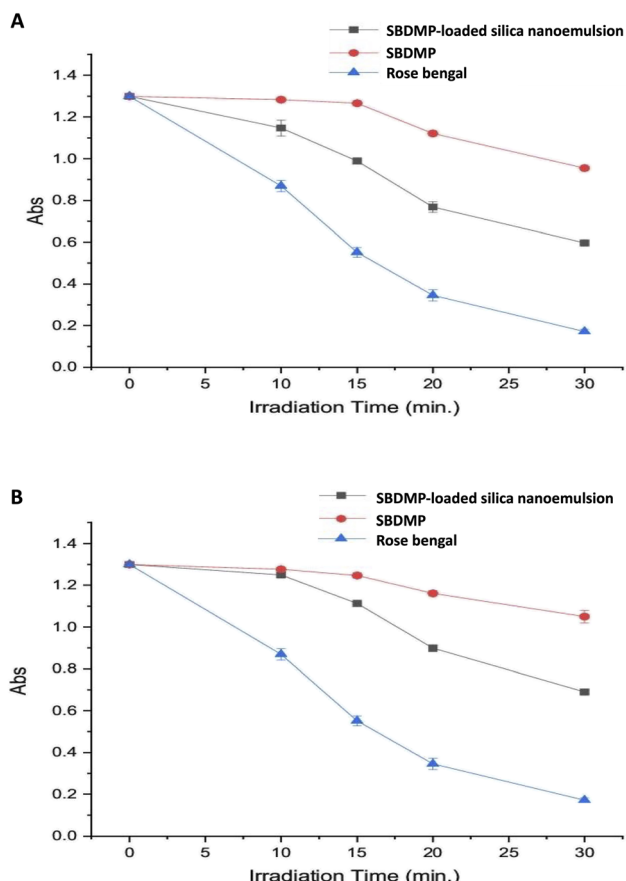 A
SBDMP-loaded silica nanoemulsion
SBDMP
Rose bengal
1.4
1.2
1.0
0.8
0.6
0.4
0.2
0.0
Abs
0 5 10 15 20 25 30
Irradiation Time (min.)
B
SBDMP-loaded silica nanoemulsion
SBDMP
Rose bengal
1.4
1.2
1.0
0.8
0.6
0.4
0.2
0.0
Abs
0 5 10 15 20 25 30
Irradiation Time (min.)